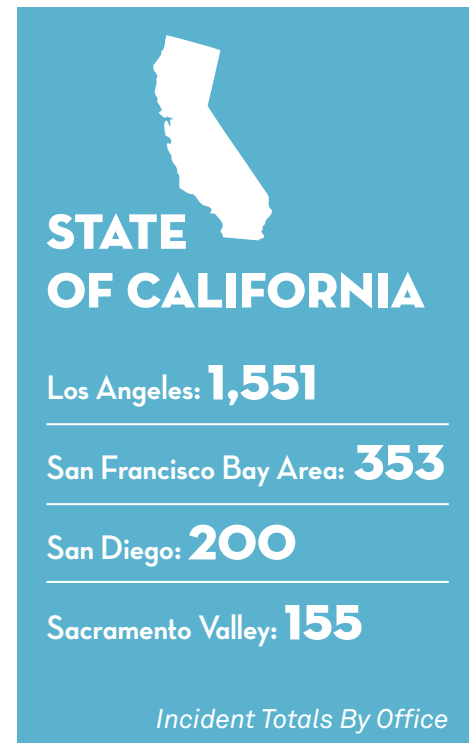 STATE
OF CALIFORNIA
Los Angeles: 1,551
San Francisco Bay Area: 353
San Diego: 200
Sacramento Valley: 155
Incident Totals By Office